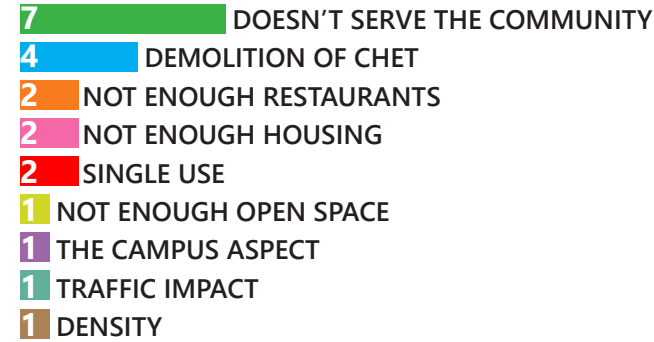 7 DOESN’T SERVE THE COMMUNITY
4 DEMOLITION OF CHET
2 NOT ENOUGH RESTAURANTS
2 NOT ENOUGH HOUSING
2 SINGLE USE
1 NOT ENOUGH OPEN SPACE
1 THE CAMPUS ASPECT
1 TRAFFIC IMPACT
1 DENSITY